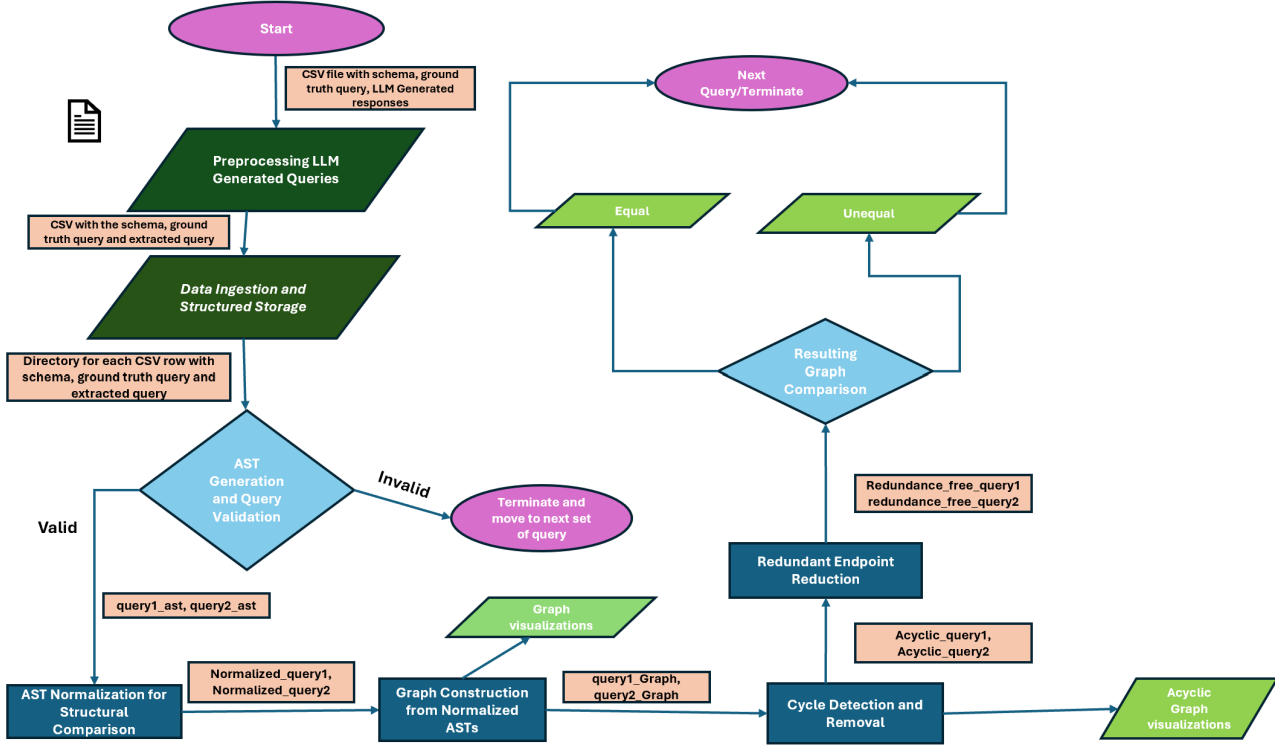 Start
CSV file with schema, ground
truth query, LLM Generated
responses
Preprocessing LLM
Generated Queries
CSV with the schema, ground
truth query and extracted query
Data Ingestion and
Structured Storage
Directory for each CSV row with
schema, ground truth query and
extracted query
AST
Generation
and Query
Validation
Invalid
Terminate and
move to next set
of query
Valid
query1_ast, query2_ast
AST Normalization for
Structural
Comparison
Normalized_query1,
Normalized_query2
Graph Construction
from Normalized
ASTs
Graph
visualizations
query1_Graph,
query2_Graph
Cycle Detection and
Removal
Acyclic
Graph
visualizations
Acyclic_query1,
Acyclic_query2
Redundant Endpoint
Reduction
Redundance_free_query1
redundance_free_query2
Resulting
Graph
Comparison
Equal
Unequal
Next
Query/Terminate